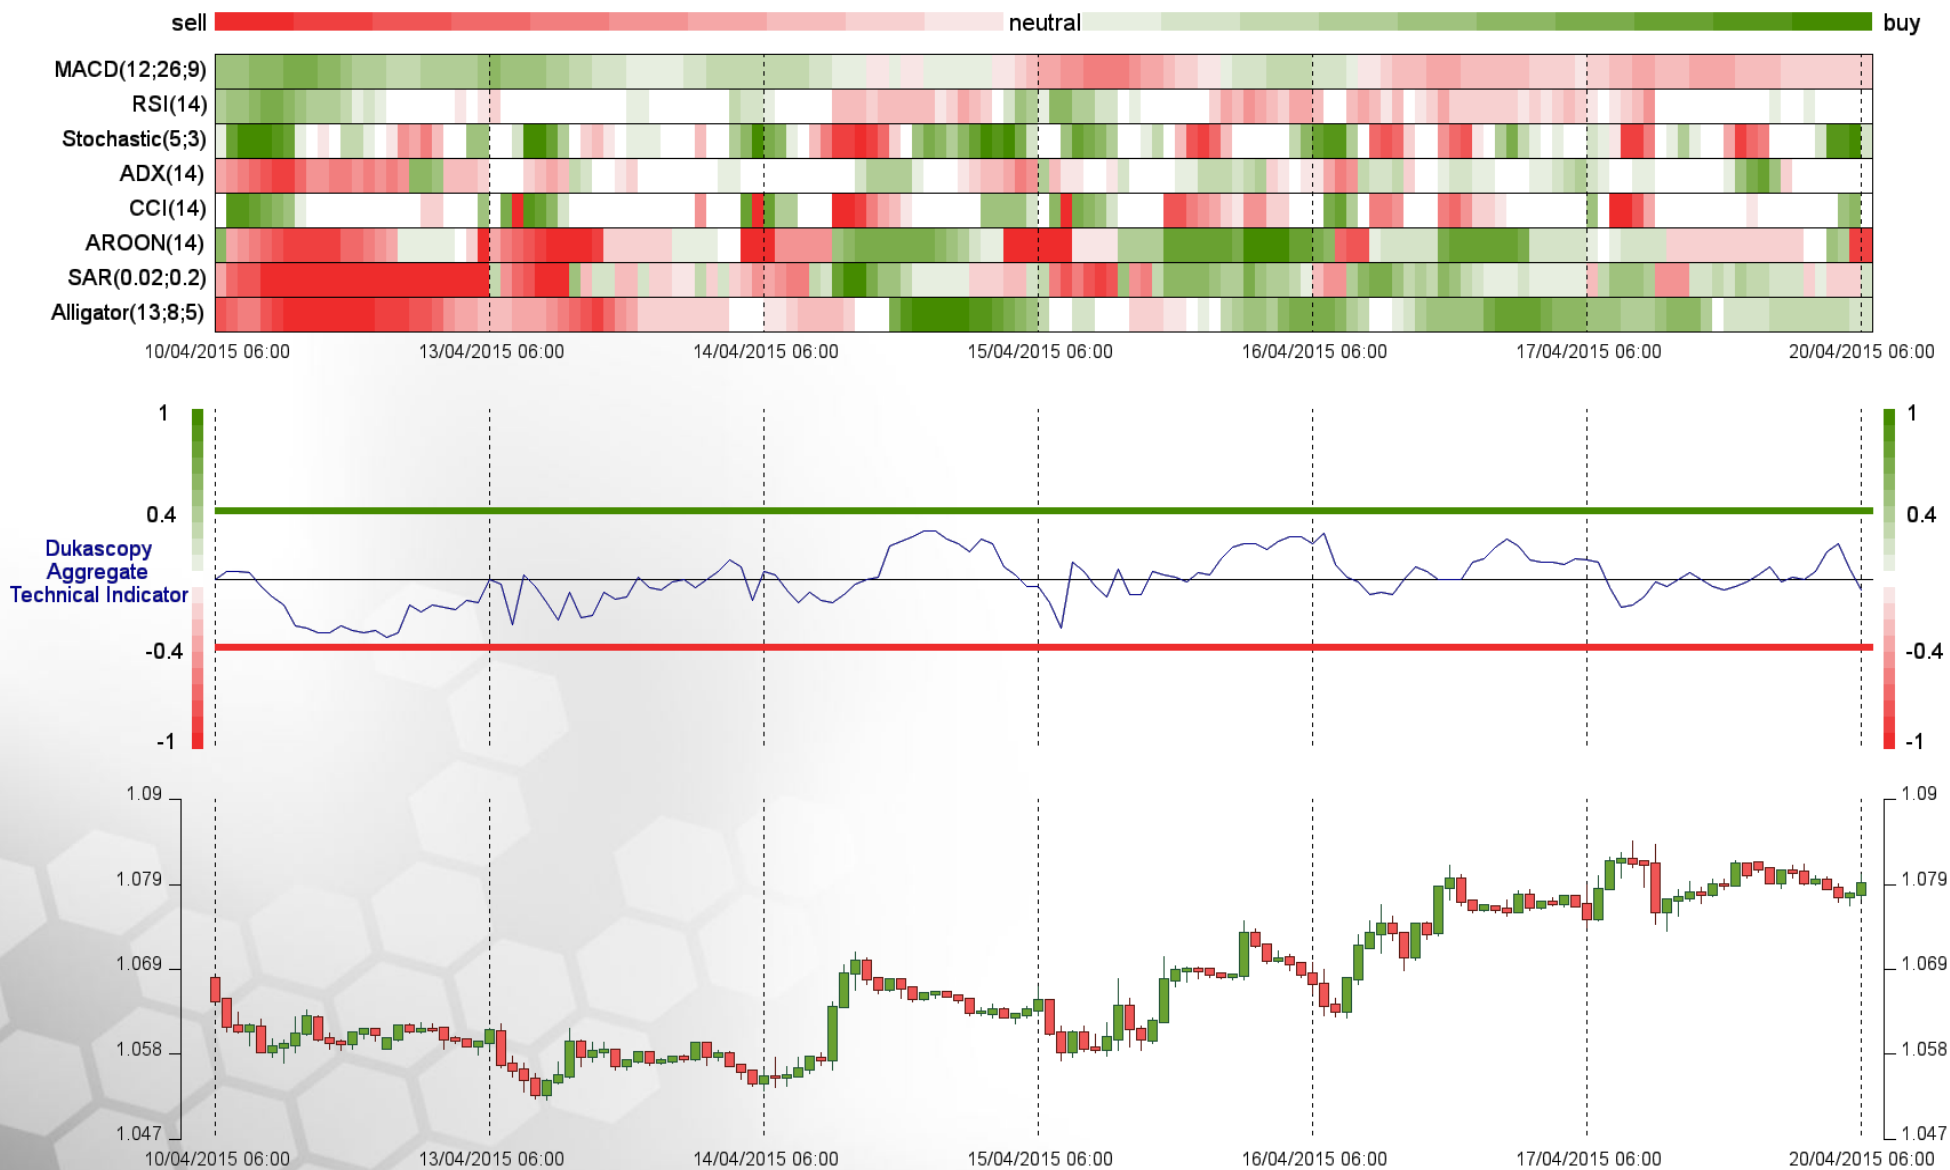 sell neutral buy
MACD(12;26;9)
RSI(14)
Stochastic(5;3)
ADX(14)
CCI(14)
AROON(14)
SAR(0.02;0.2)
Alligator(13;8;5)
10/04/2015 06:00 13/04/2015 06:00 14/04/2015 06:00 15/04/2015 06:00 16/04/2015 06:00 17/04/2015 06:00 20/04/2015 06:00
1 1
0.4 0.4
Dukascopy
Aggregate
Technical Indicator
-0.4 -0.4
-1 -1
1.09 1.09
1.079 1.079
1.069 1.069
1.058 1.058
1.047 1.047
10/04/2015 06:00 13/04/2015 06:00 14/04/2015 06:00 15/04/2015 06:00 16/04/2015 06:00 17/04/2015 06:00 20/04/2015 06:00